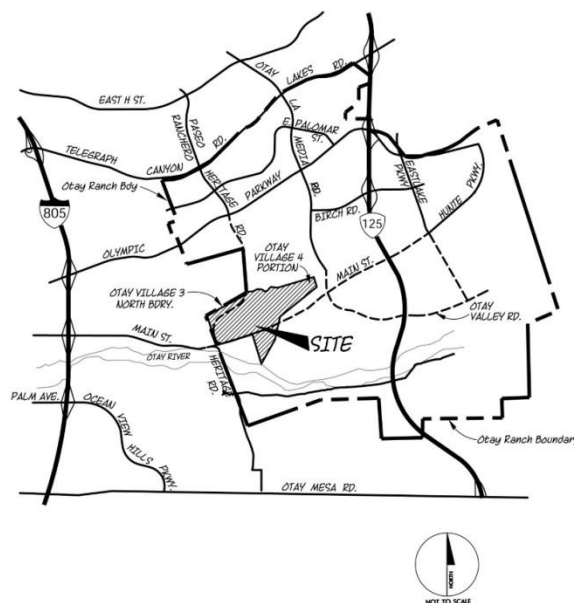 OTAY
LAKES
RD.
EAST H ST.
PASEO
RANCHERO
LA
MEDIA
RD.
E. PALOMAR
ST.
TELEGRAPH
CANYON
RD.
Otay Ranch Bdy
HERITAGE
RD
PARKWAY
EASTLAKE
PKWY
HUNTE
PKWY.
BIRCH RD.
805
125
OTAY
VILLAGE 4
PORTION
OLYMPIC
MAIN ST.
OTAY VILLAGE 3
NORTH BDRY.
OTAY
VALLEY RD.
MAIN ST.
SITE
OTAY RIVER
HERITAGE
RD.
PALM AVE.
OCEAN
VIEW
HILLS
PKWY.
Otay Ranch Boundary
OTAY MESA RD.
NORTH
NOT TO SCALE